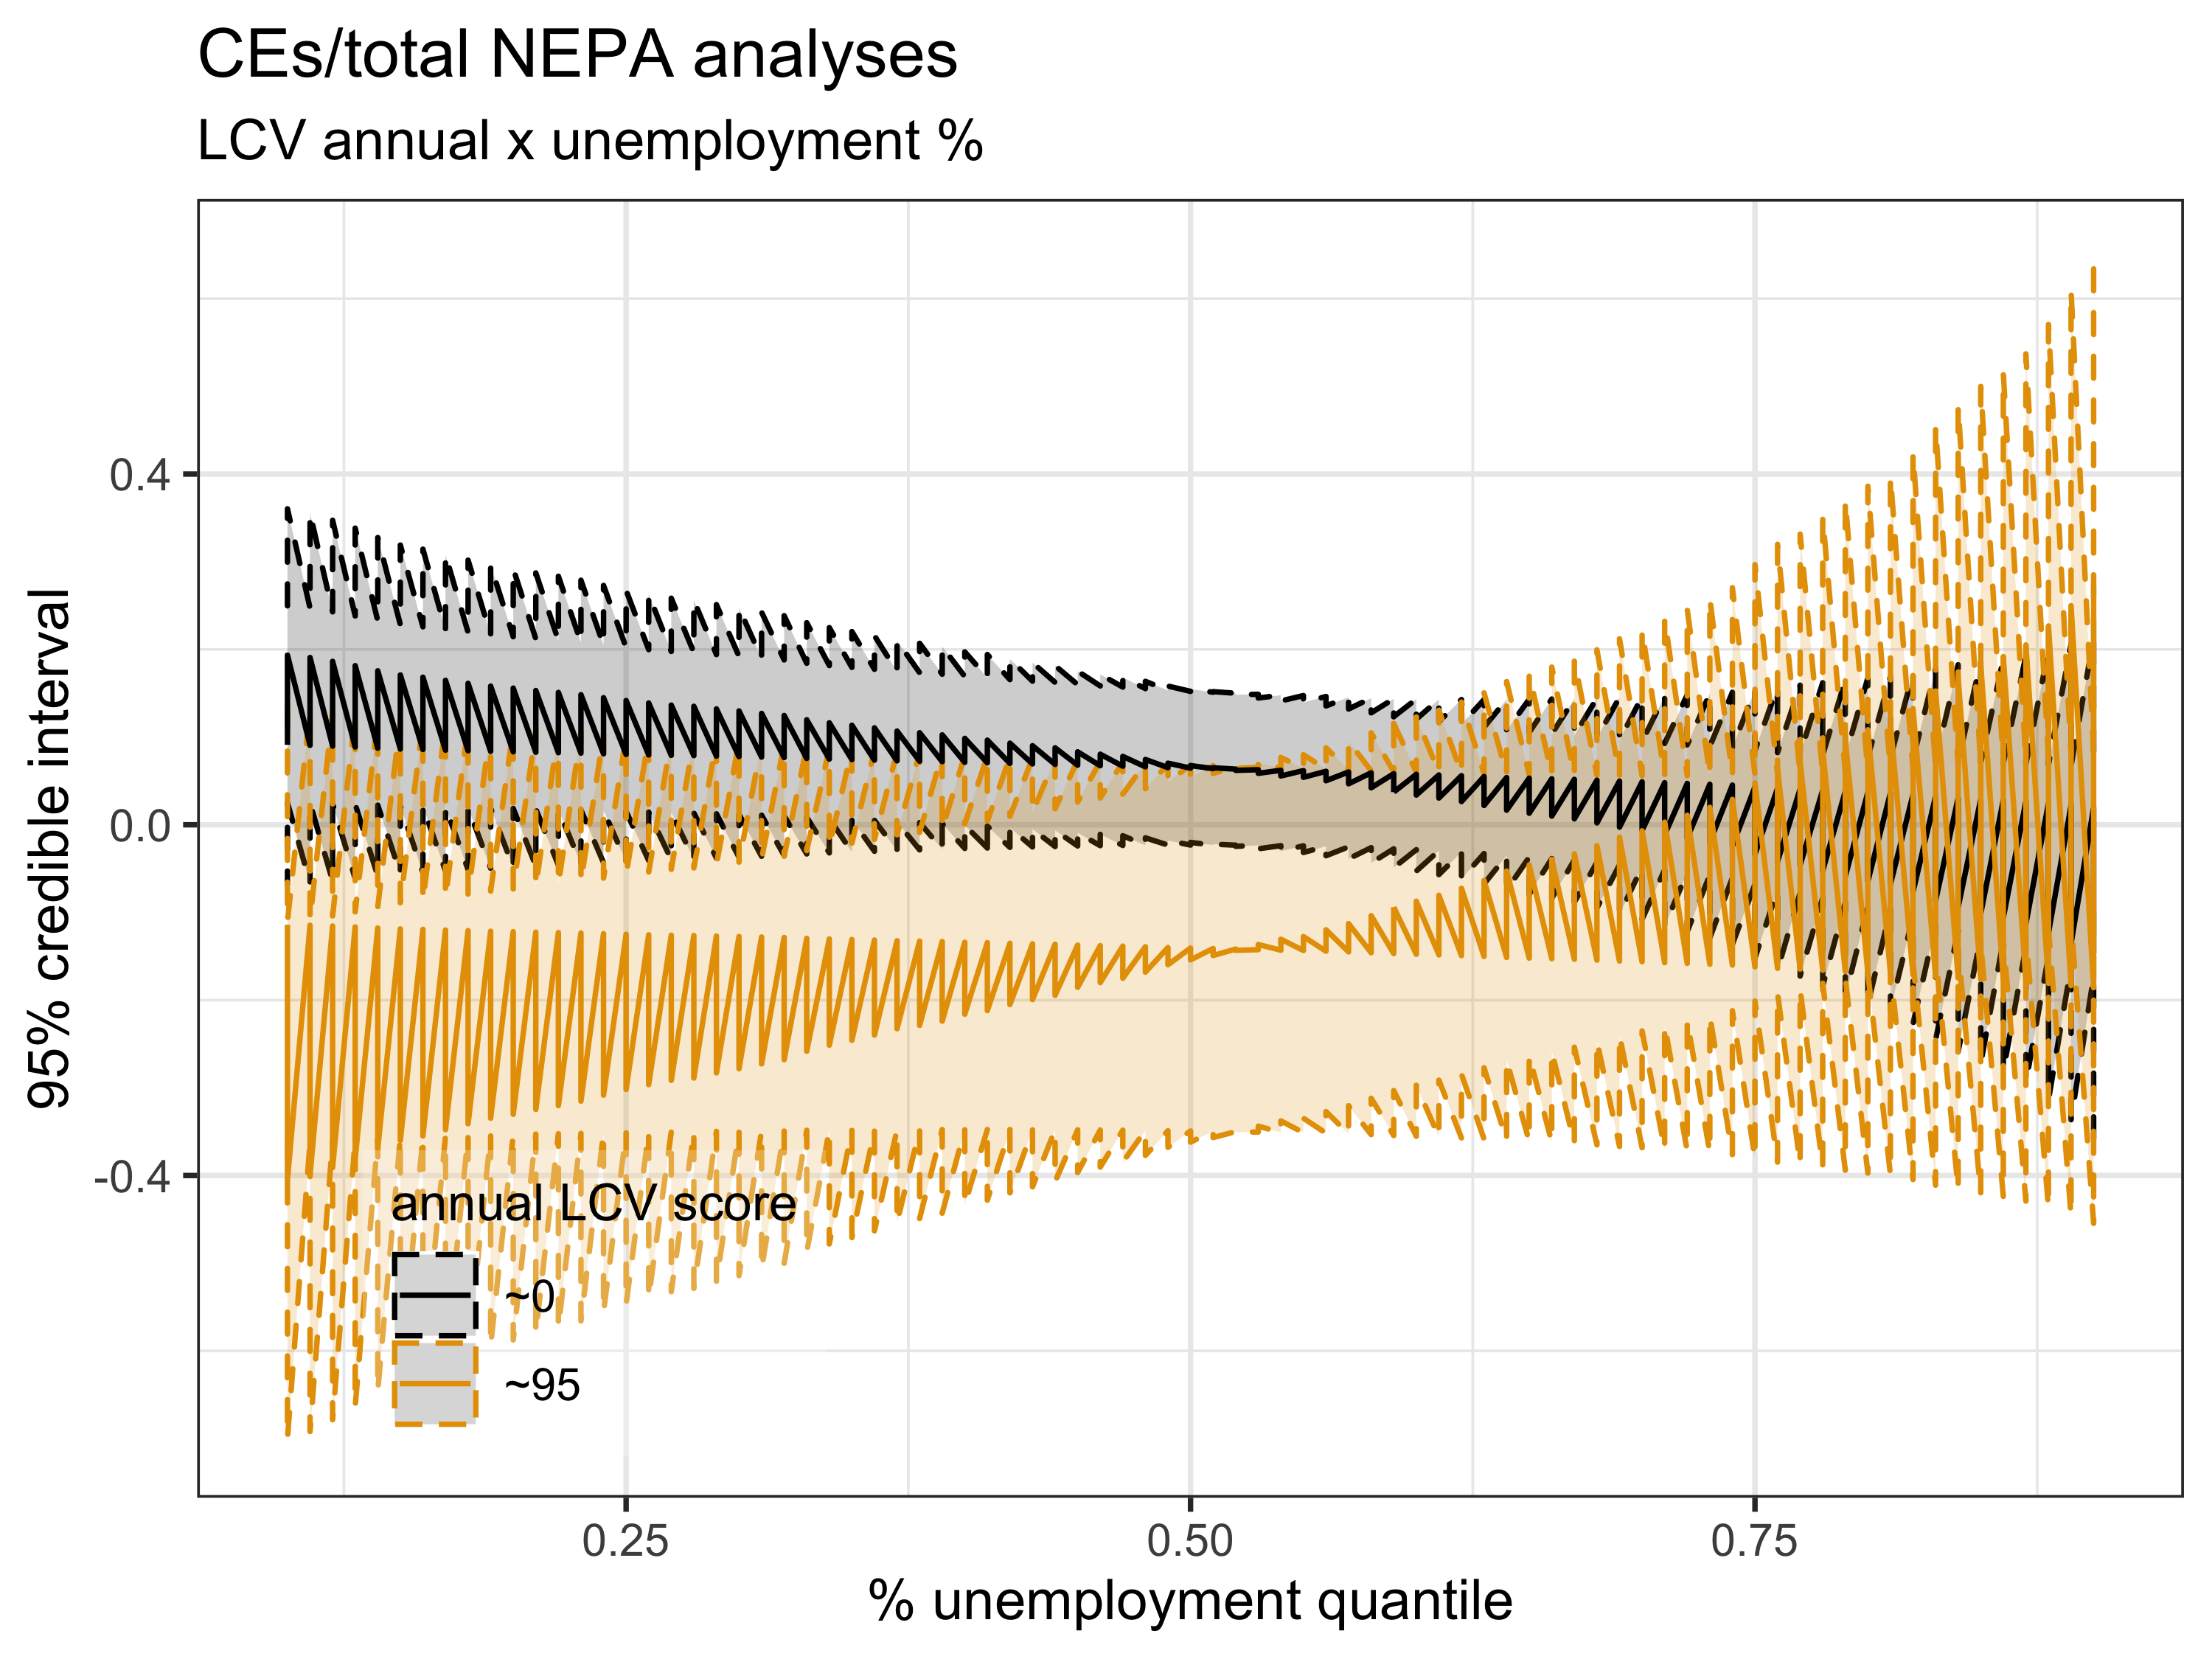 CEs/total NEPA analyses
LCV annual x unemployment %
95% credible interval
0.4
0.0
-0.4
annual LCV score
~0
~95
0.25
0.50
0.75
% unemployment quantile